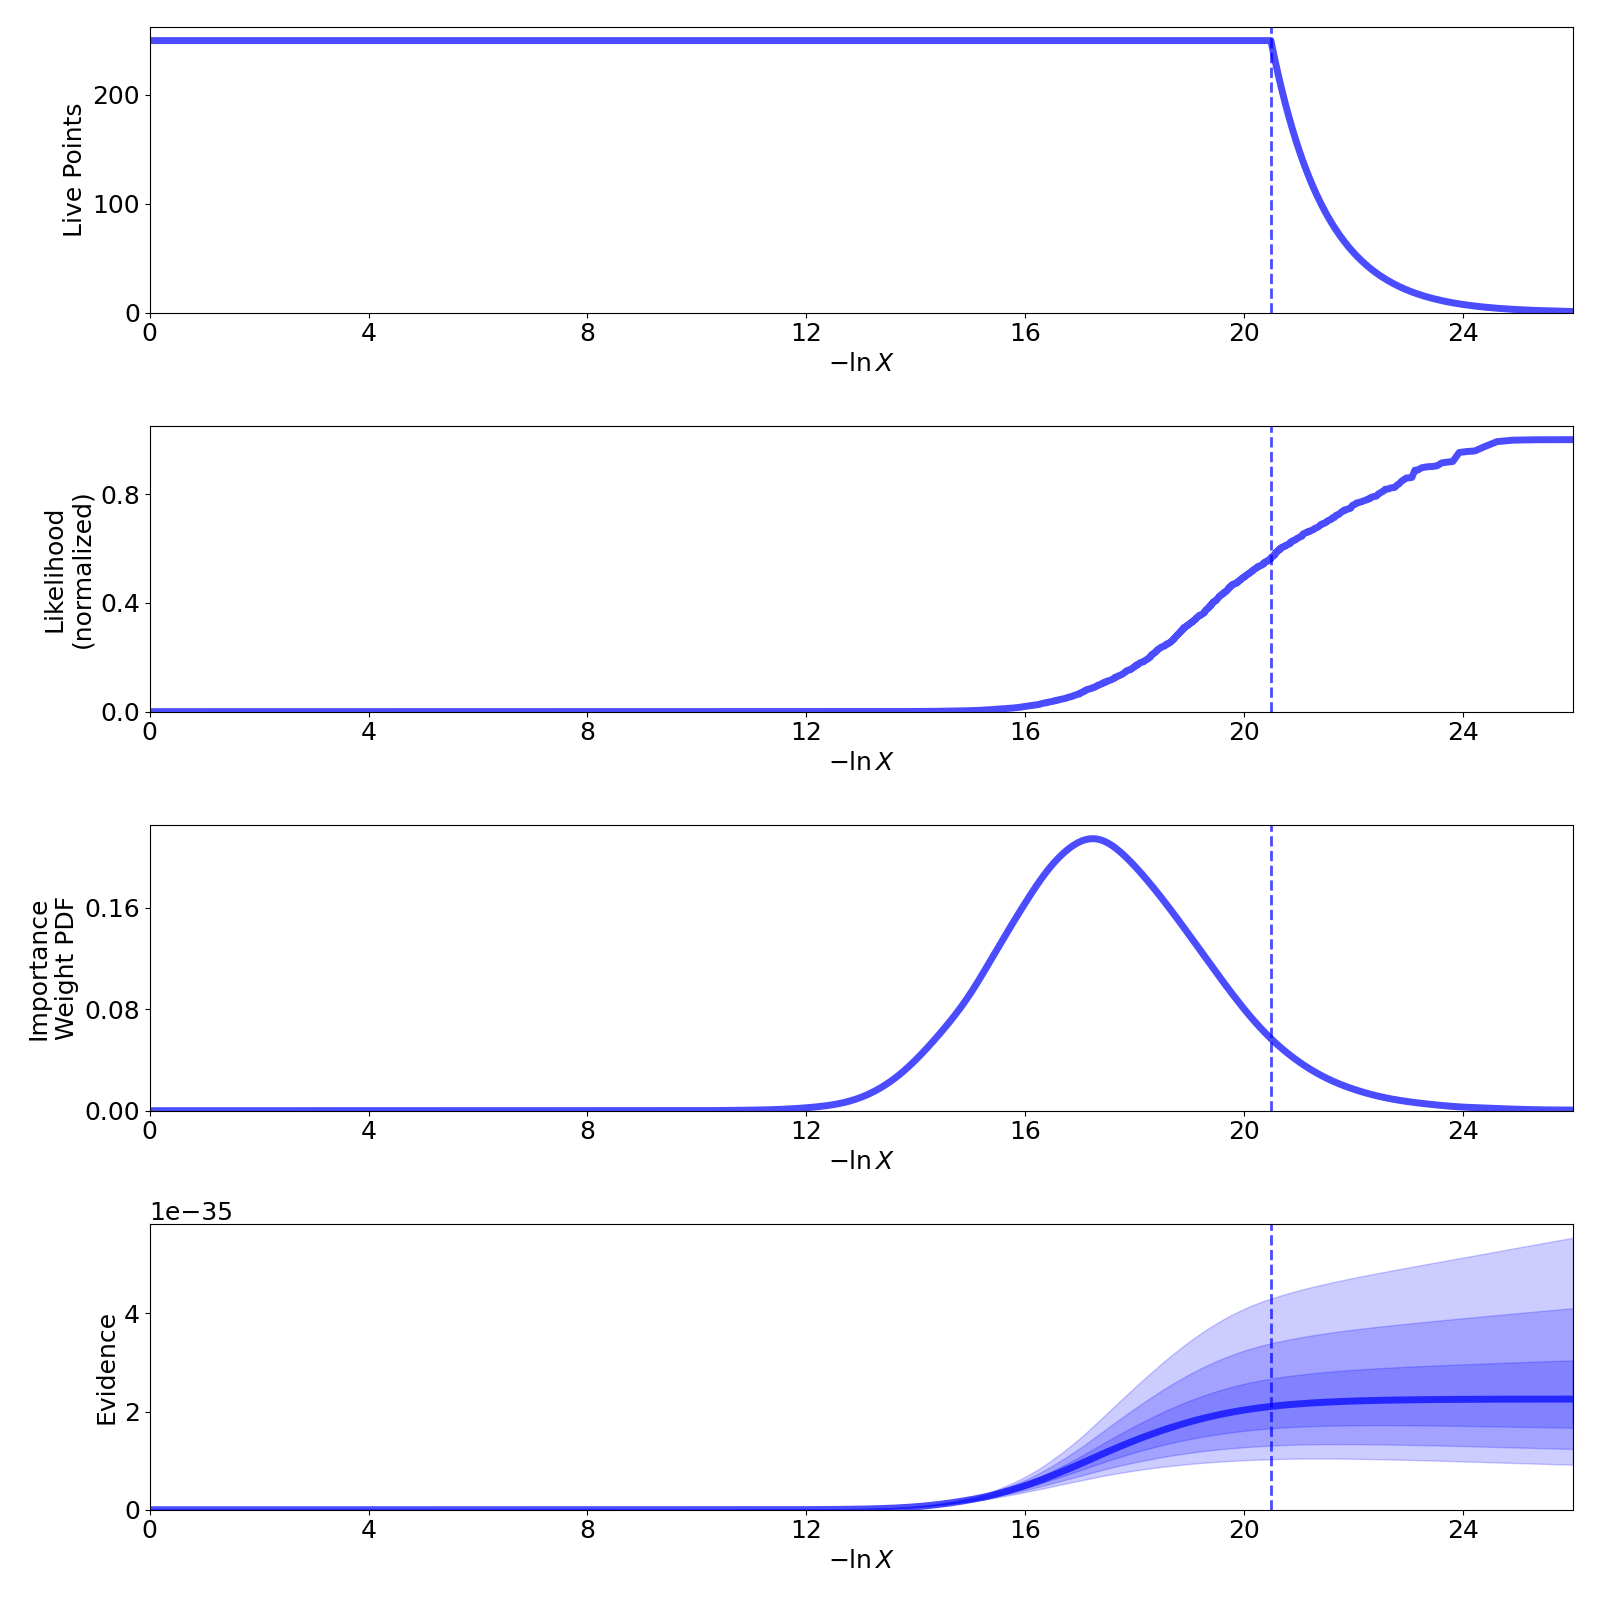 Live Points
200
100
0
0 4 8 12 16 20 24
−ln X
Likelihood
(normalized)
0.8
0.4
0.0
0 4 8 12 16 20 24
−ln X
Importance
Weight PDF
0.16
0.08
0.00
0 4 8 12 16 20 24
−ln X
1e−35
Evidence
4
2
0
0 4 8 12 16 20 24
−ln X